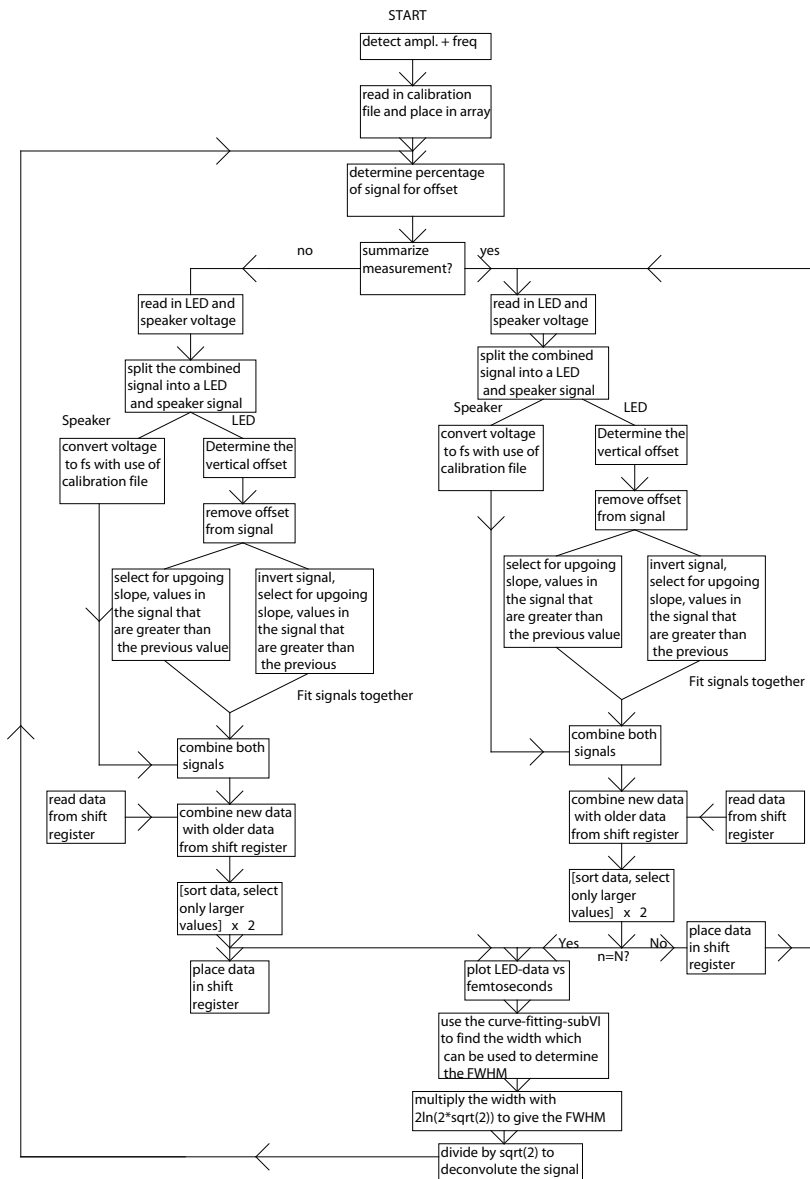 START
detect ampl. + freq
read in calibration
file and place in array
determine percentage
of signal for offset
no
summarize
measurement?
yes
read in LED and
speaker voltage
split the combined
signal into a LED
and speaker signal
Speaker
LED
convert voltage
to fs with use of
calibration file
Determine the
vertical offset
remove offset
from signal
select for upgoing
slope, values in
the signal that
are greater than
the previous value
invert signal,
select for upgoing
slope, values in
the signal that
are greater than
the previous
Fit signals together
combine both
signals
read data
from shift
register
combine new data
with older data
from shift register
[sort data, select
only larger
values] x 2
place data
in shift
register
read in LED and
speaker voltage
split the combined
signal into a LED
and speaker signal
Speaker
LED
convert voltage
to fs with use of
calibration file
Determine the
vertical offset
remove offset
from signal
select for upgoing
slope, values in
the signal that
are greater than
the previous value
invert signal,
select for upgoing
slope, values in
the signal that
are greater than
the previous
Fit signals together
combine both
signals
combine new data
with older data
from shift register
read data
from shift
register
[sort data, select
only larger
values] x 2
Yes
n=N?
No
place data
in shift
register
plot LED-data vs
femtoseconds
use the curve-fitting-subVI
to find the width which
can be used to determine
the FWHM
multiply the width with
2ln(2*sqrt(2)) to give the FWHM
divide by sqrt(2) to
deconvolute the signal